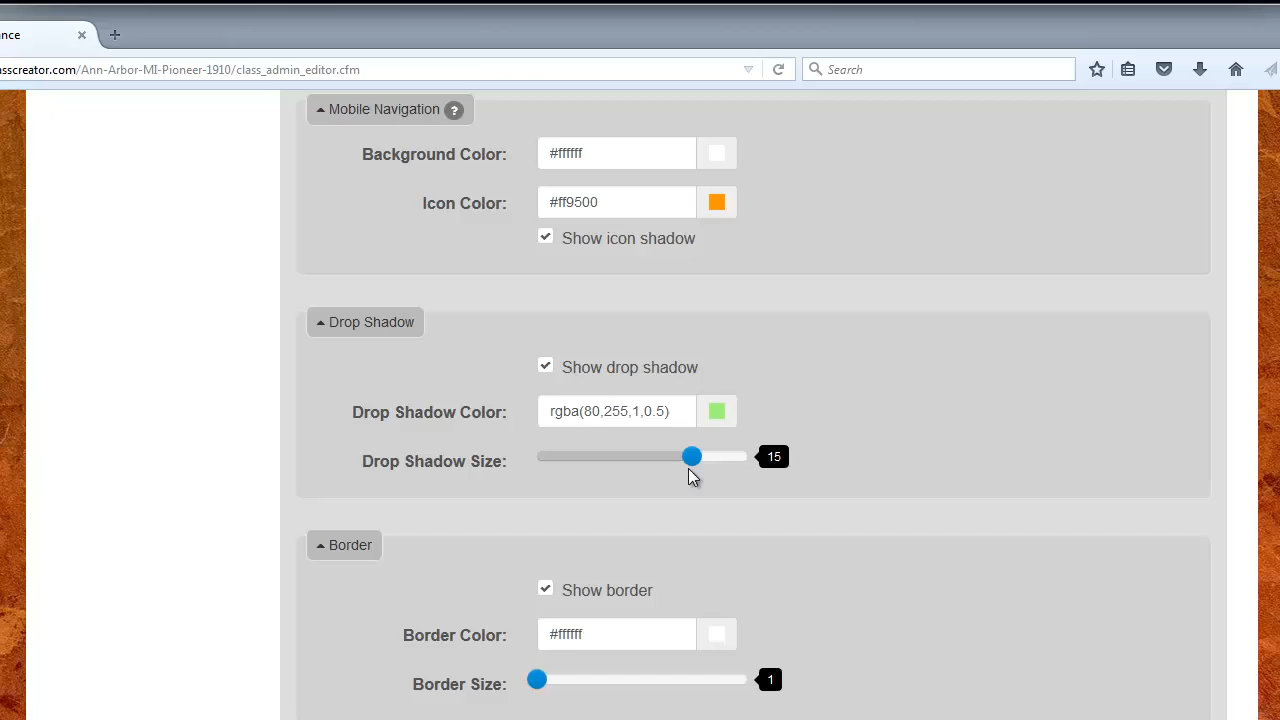 nce
sscreator.com/Ann-Arbor-MI-Pioneer-1910/class_admin_editor.cfm
Search
Mobile Navigation ?
Background Color: #ffffff
Icon Color: #ff9500
Show icon shadow
Drop Shadow
Show drop shadow
Drop Shadow Color: rgba(80,255,1,0.5)
Drop Shadow Size: 15
Border
Show border
Border Color: #ffffff
Border Size: 1